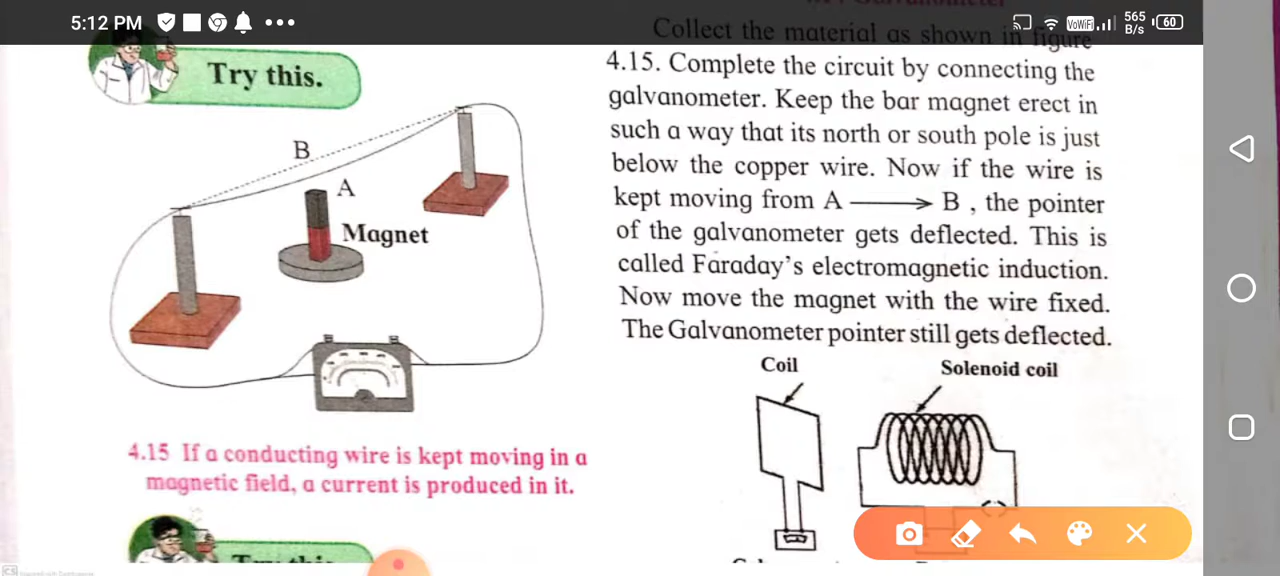 5:12 PM
VoWiFi
565
B/s
60
Try this.
B
A
Magnet
4.15 If a conducting wire is kept moving in a
magnetic field, a current is produced in it.
Collect the material as shown in figure
4.15. Complete the circuit by connecting the
galvanometer. Keep the bar magnet erect in
such a way that its north or south pole is just
below the copper wire. Now if the wire is
kept moving from A ⟶ B , the pointer
of the galvanometer gets deflected. This is
called Faraday's electromagnetic induction.
Now move the magnet with the wire fixed.
The Galvanometer pointer still gets deflected.
Coil
Solenoid coil
CS